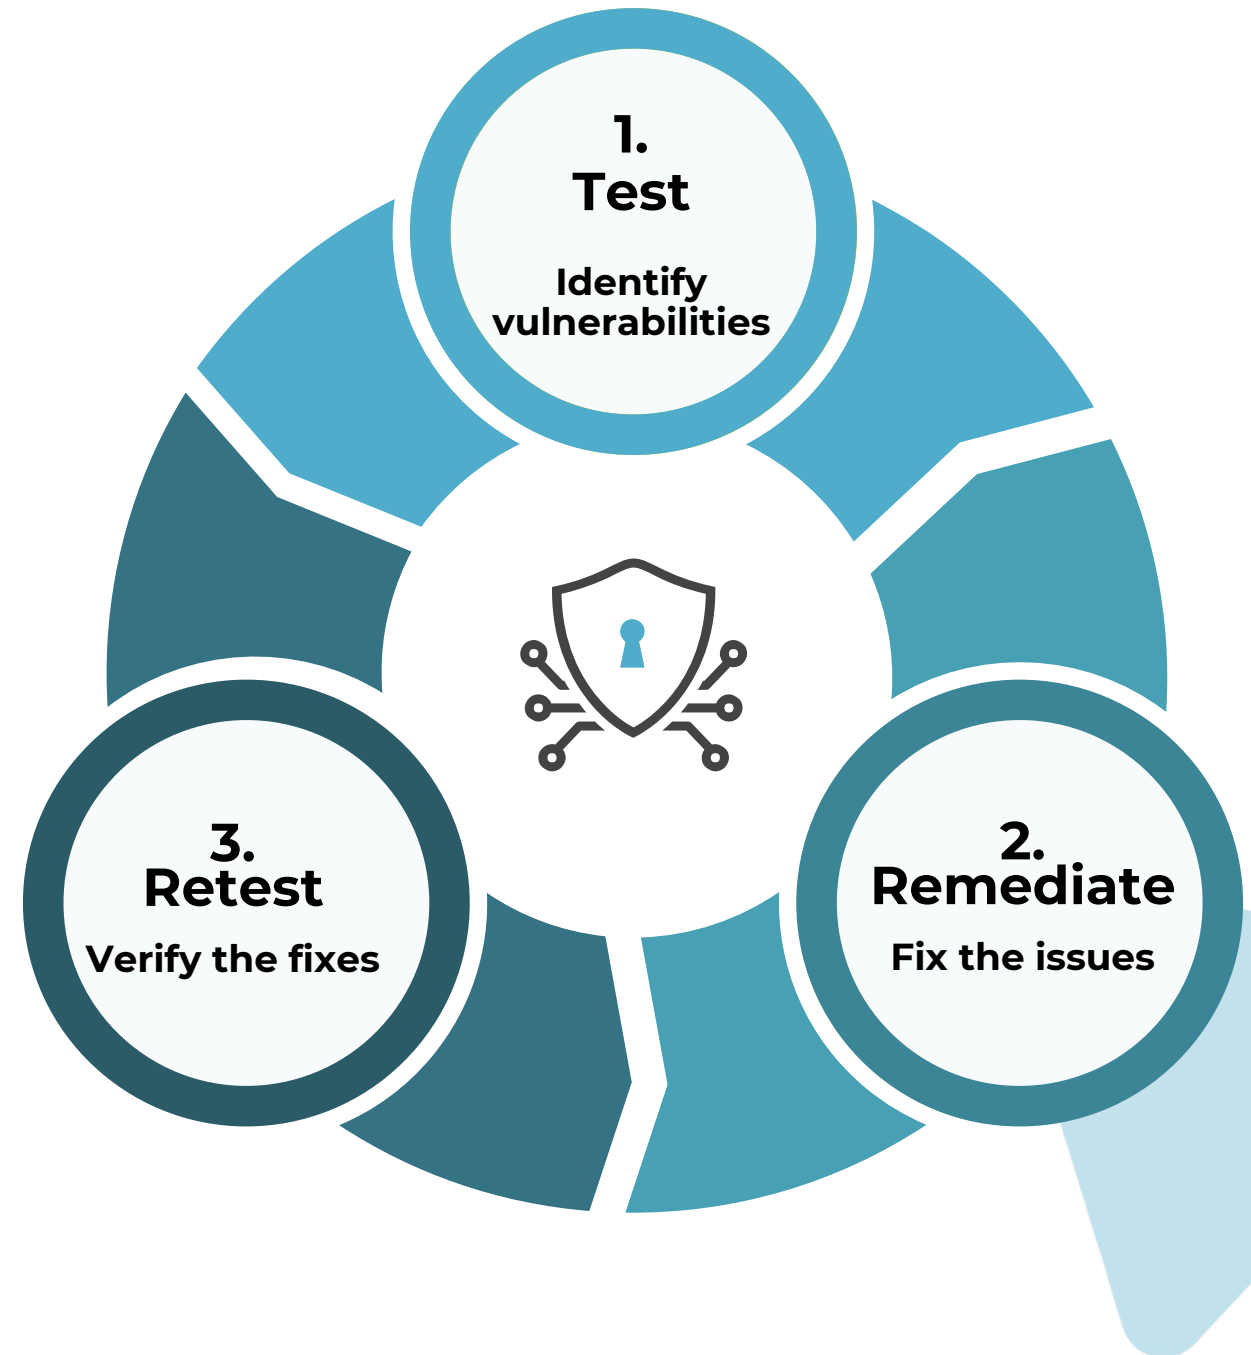 1.
Test
Identify
vulnerabilities
2.
Remediate
Fix the issues
3.
Retest
Verify the fixes